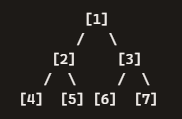 [1]
/ \
[2] [3]
/ \ / \
[4] [5] [6] [7]